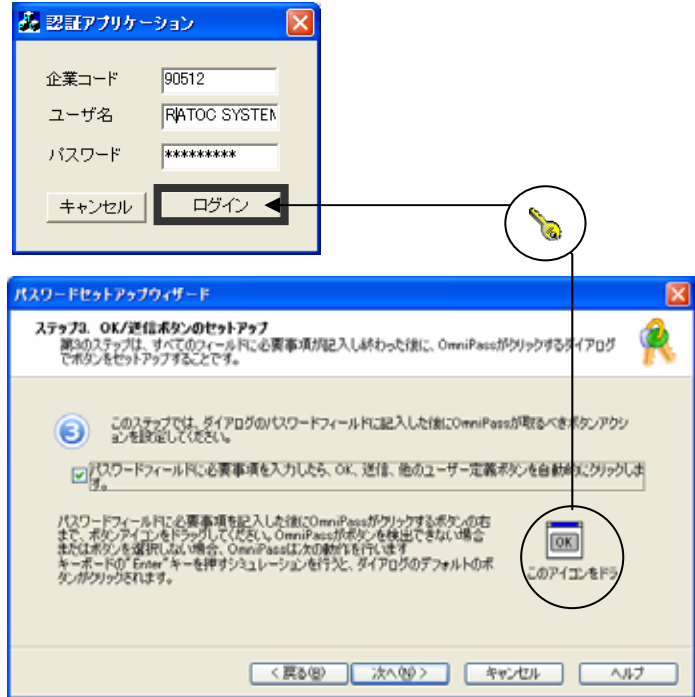 認証アプリケーション
企業コード 90512
ユーザ名 RATOC SYSTEM
パスワード *********
キャンセル ログイン
パスワードセットアップウィザード
ステップ3. OK/送信ボタンのセットアップ
第3のステップは、すべてのフィールドに必要事項が記入し終わった後に、OmniPassがクリックするダイアログ
でボタンをセットアップすることです。
3 このステップでは、ダイアログのパスワードフィールドに記入した後にOmniPassが取るべきボタンアクシ
ョンを設定してください。
パスワードフィールドに必要事項を入力したら、OK、送信、他のユーザー定義ボタンを自動的にクリックしま
す。
パスワードフィールドに必要事項を記入した後にOmniPassがクリックするボタンの右
まで、ボタンアイコンをドラッグしてください。OmniPassがボタンを検出できない場合
またはボタンを選択しない場合、OmniPassは次の動作を行います
キーボードの"Enter"キーを押すシミュレーションを行うと、ダイアログのデフォルトのボ
タンがクリックされます。
OK
このアイコンをドラ
< 戻る(B) 次へ(N) > キャンセル ヘルプ